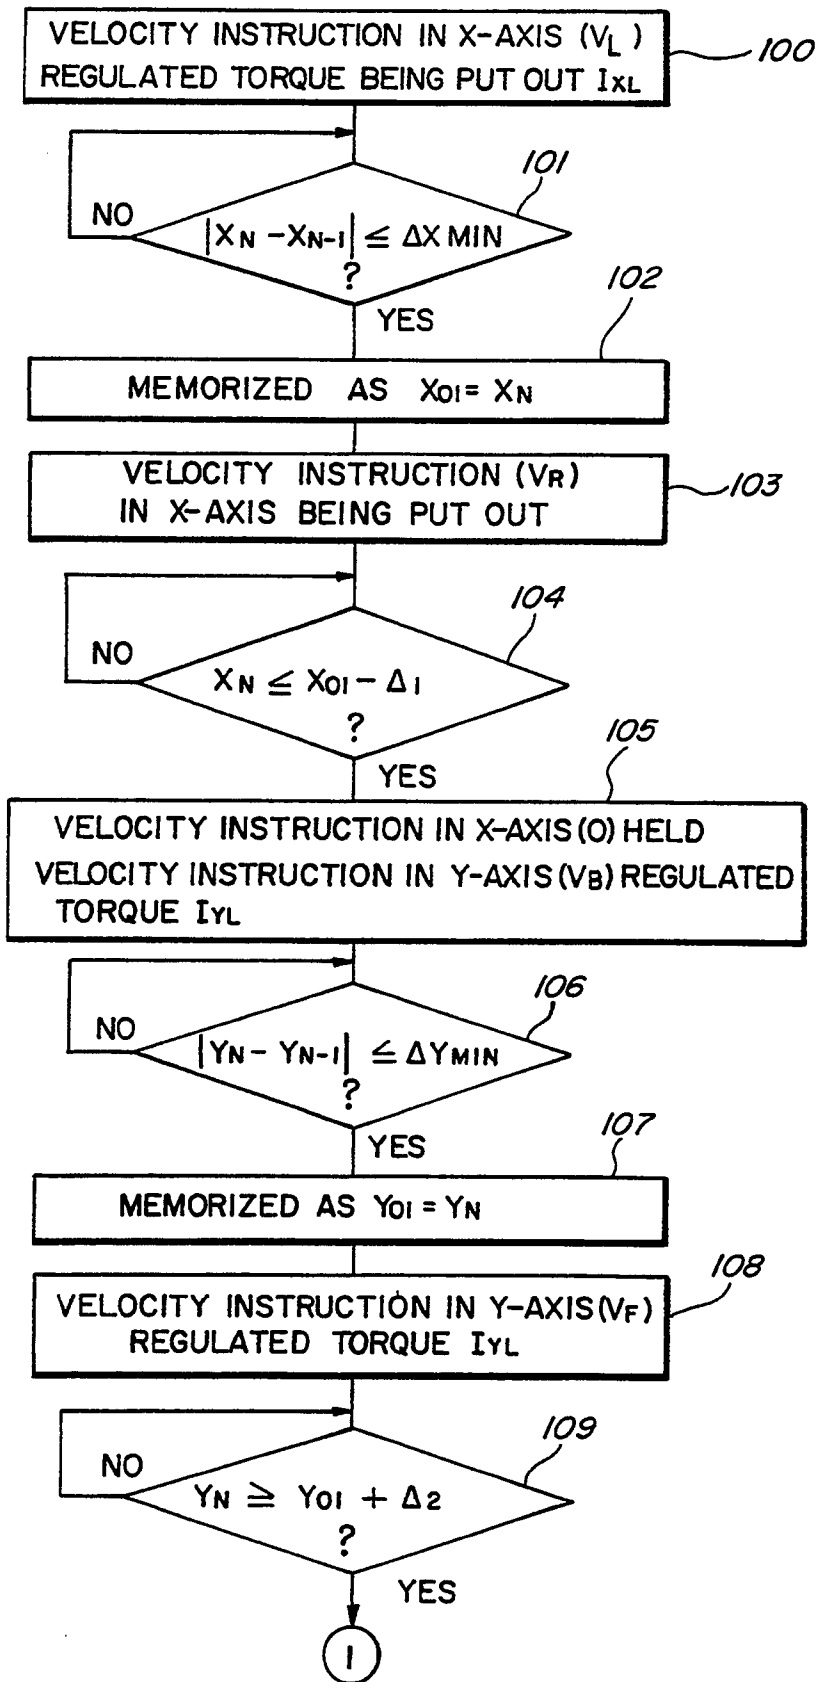 VELOCITY INSTRUCTION IN X-AXIS (VL)
REGULATED TORQUE BEING PUT OUT IXL
100
101
NO
|XN - XN-1| ≦ ΔX MIN
?
YES
102
MEMORIZED AS X01 = XN
VELOCITY INSTRUCTION (VR)
IN X-AXIS BEING PUT OUT
103
104
NO
XN ≦ X01 - Δ1
?
YES
105
VELOCITY INSTRUCTION IN X-AXIS(O) HELD
VELOCITY INSTRUCTION IN Y-AXIS(VB) REGULATED
TORQUE IYL
106
NO
|YN - YN-1| ≦ ΔYMIN
?
YES
107
MEMORIZED AS Y01 = YN
108
VELOCITY INSTRUCTION IN Y-AXIS(VF)
REGULATED TORQUE IYL
109
NO
YN ≧ Y01 + Δ2
?
YES
1